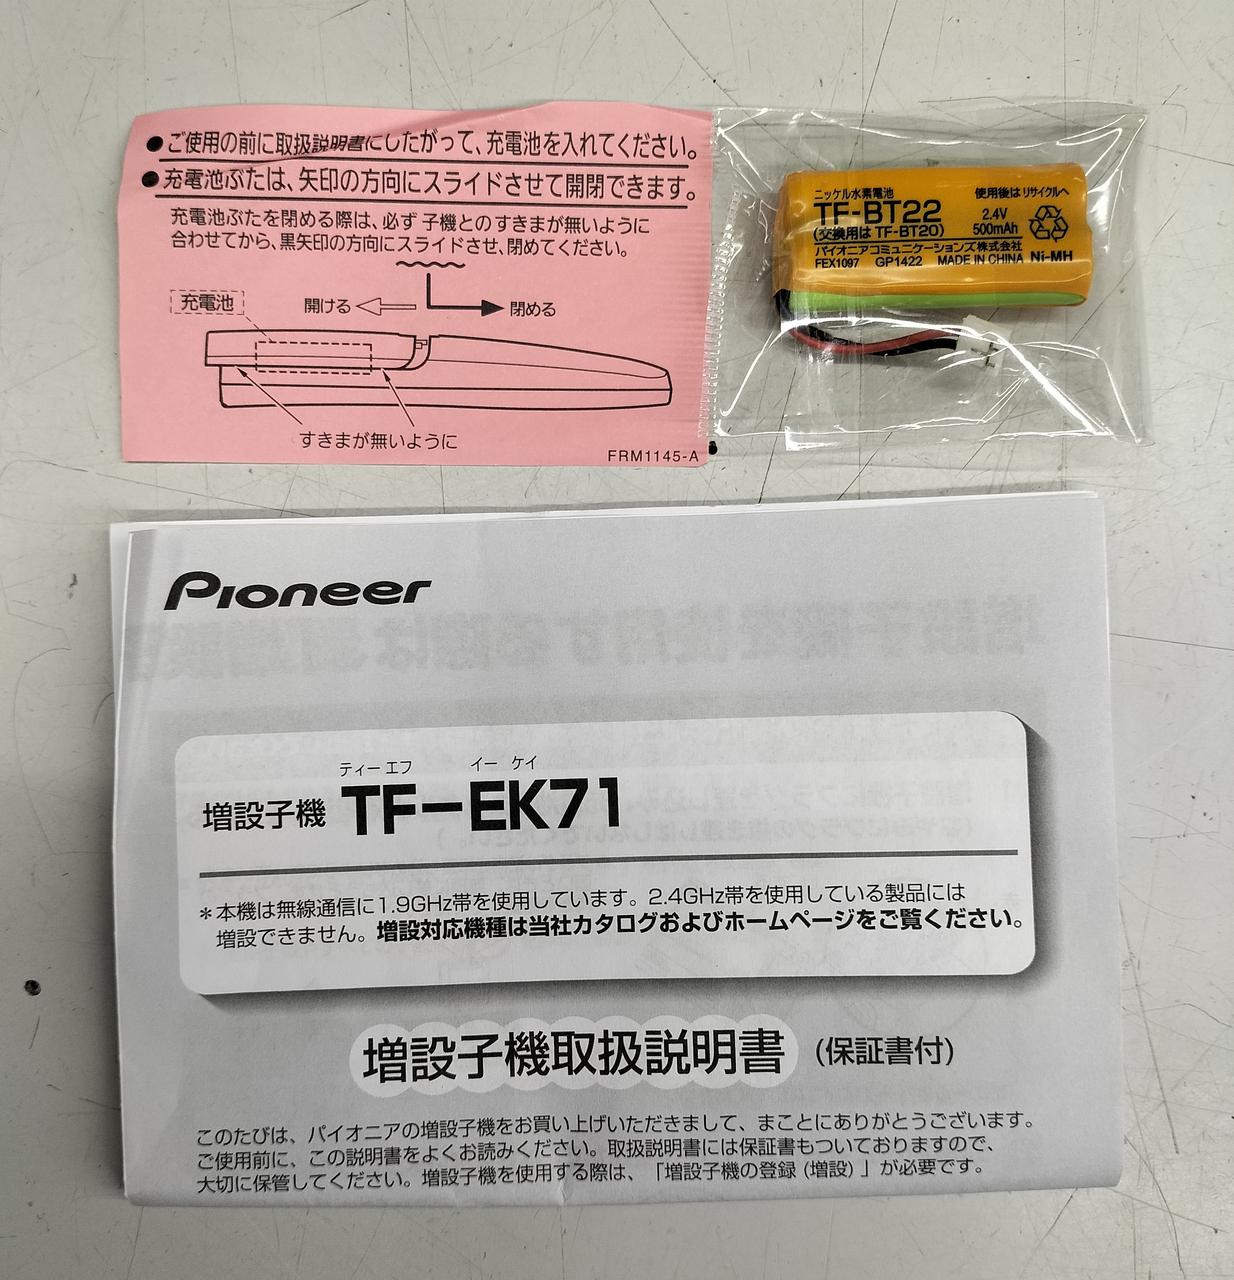 ●ご使用の前に取扱説明書にしたがって、充電池を入れてください。
●充電池ぶたは、矢印の方向にスライドさせて開閉できます。
充電池ぶたを閉める際は、必ず子機とのすきまが無いように
合わせてから、黒矢印の方向にスライドさせ、閉めてください。
充電池
開ける
閉める
すきまが無いように
FRM1145-A
ニッケル水素電池
使用後はリサイクルへ
TF-BT22
2.4V
(交換用は TF-BT20)
500mAh
パイオニアコミュニケーションズ株式会社
FEX1097 GP1422 MADE IN CHINA Ni-MH
Pioneer
ティー エフ イー ケイ
増設子機 TF-EK71
*本機は無線通信に1.9GHz帯を使用しています。2.4GHz帯を使用している製品には
増設できません。増設対応機種は当社カタログおよびホームページをご覧ください。
増設子機取扱説明書 (保証書付)
このたびは、パイオニアの増設子機をお買い上げいただきまして、まことにありがとうございます。
ご使用前に、この説明書をよくお読みください。取扱説明書には保証書もついておりますので、
大切に保管してください。増設子機を使用する際は、「増設子機の登録(増設)」が必要です。